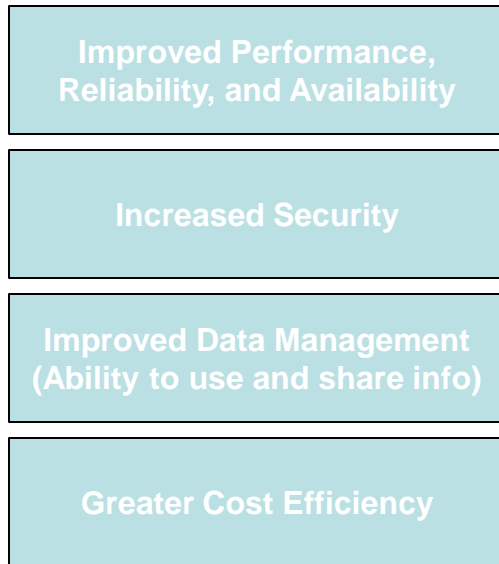 Improved Performance,
Reliability, and Availability
Increased Security
Improved Data Management
(Ability to use and share info)
Greater Cost Efficiency